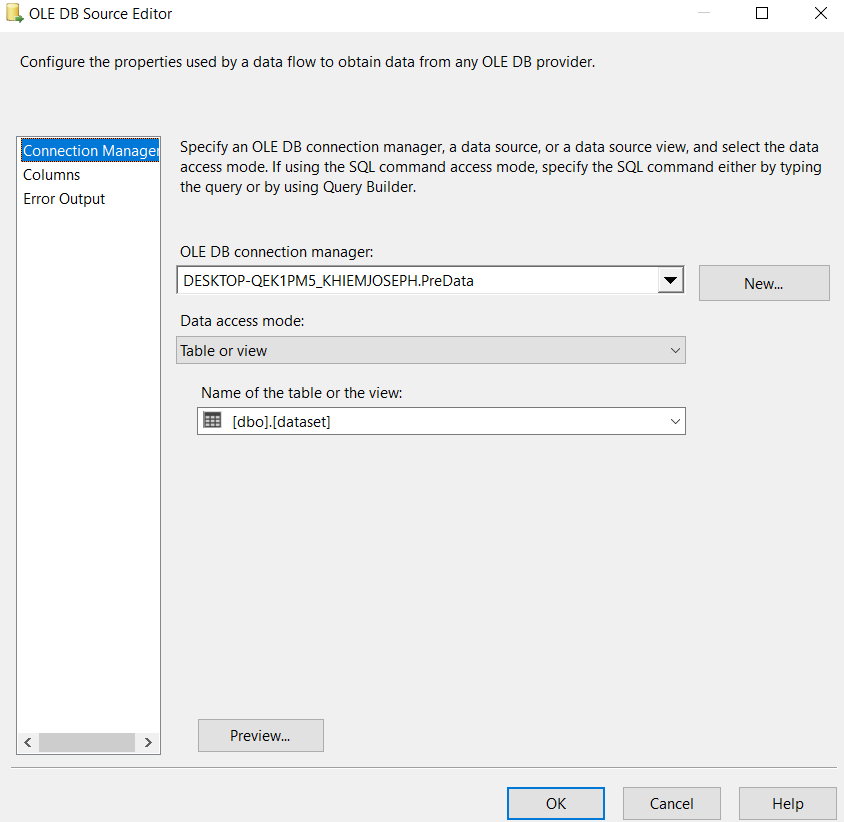 OLE DB Source Editor
Configure the properties used by a data flow to obtain data from any OLE DB provider.
Connection Manager
Columns
Error Output
Specify an OLE DB connection manager, a data source, or a data source view, and select the data
access mode. If using the SQL command access mode, specify the SQL command either by typing
the query or by using Query Builder.
OLE DB connection manager:
DESKTOP-QEK1PM5_KHIEMJOSEPH.PreData
New...
Data access mode:
Table or view
Name of the table or the view:
[dbo].[dataset]
Preview...
OK
Cancel
Help